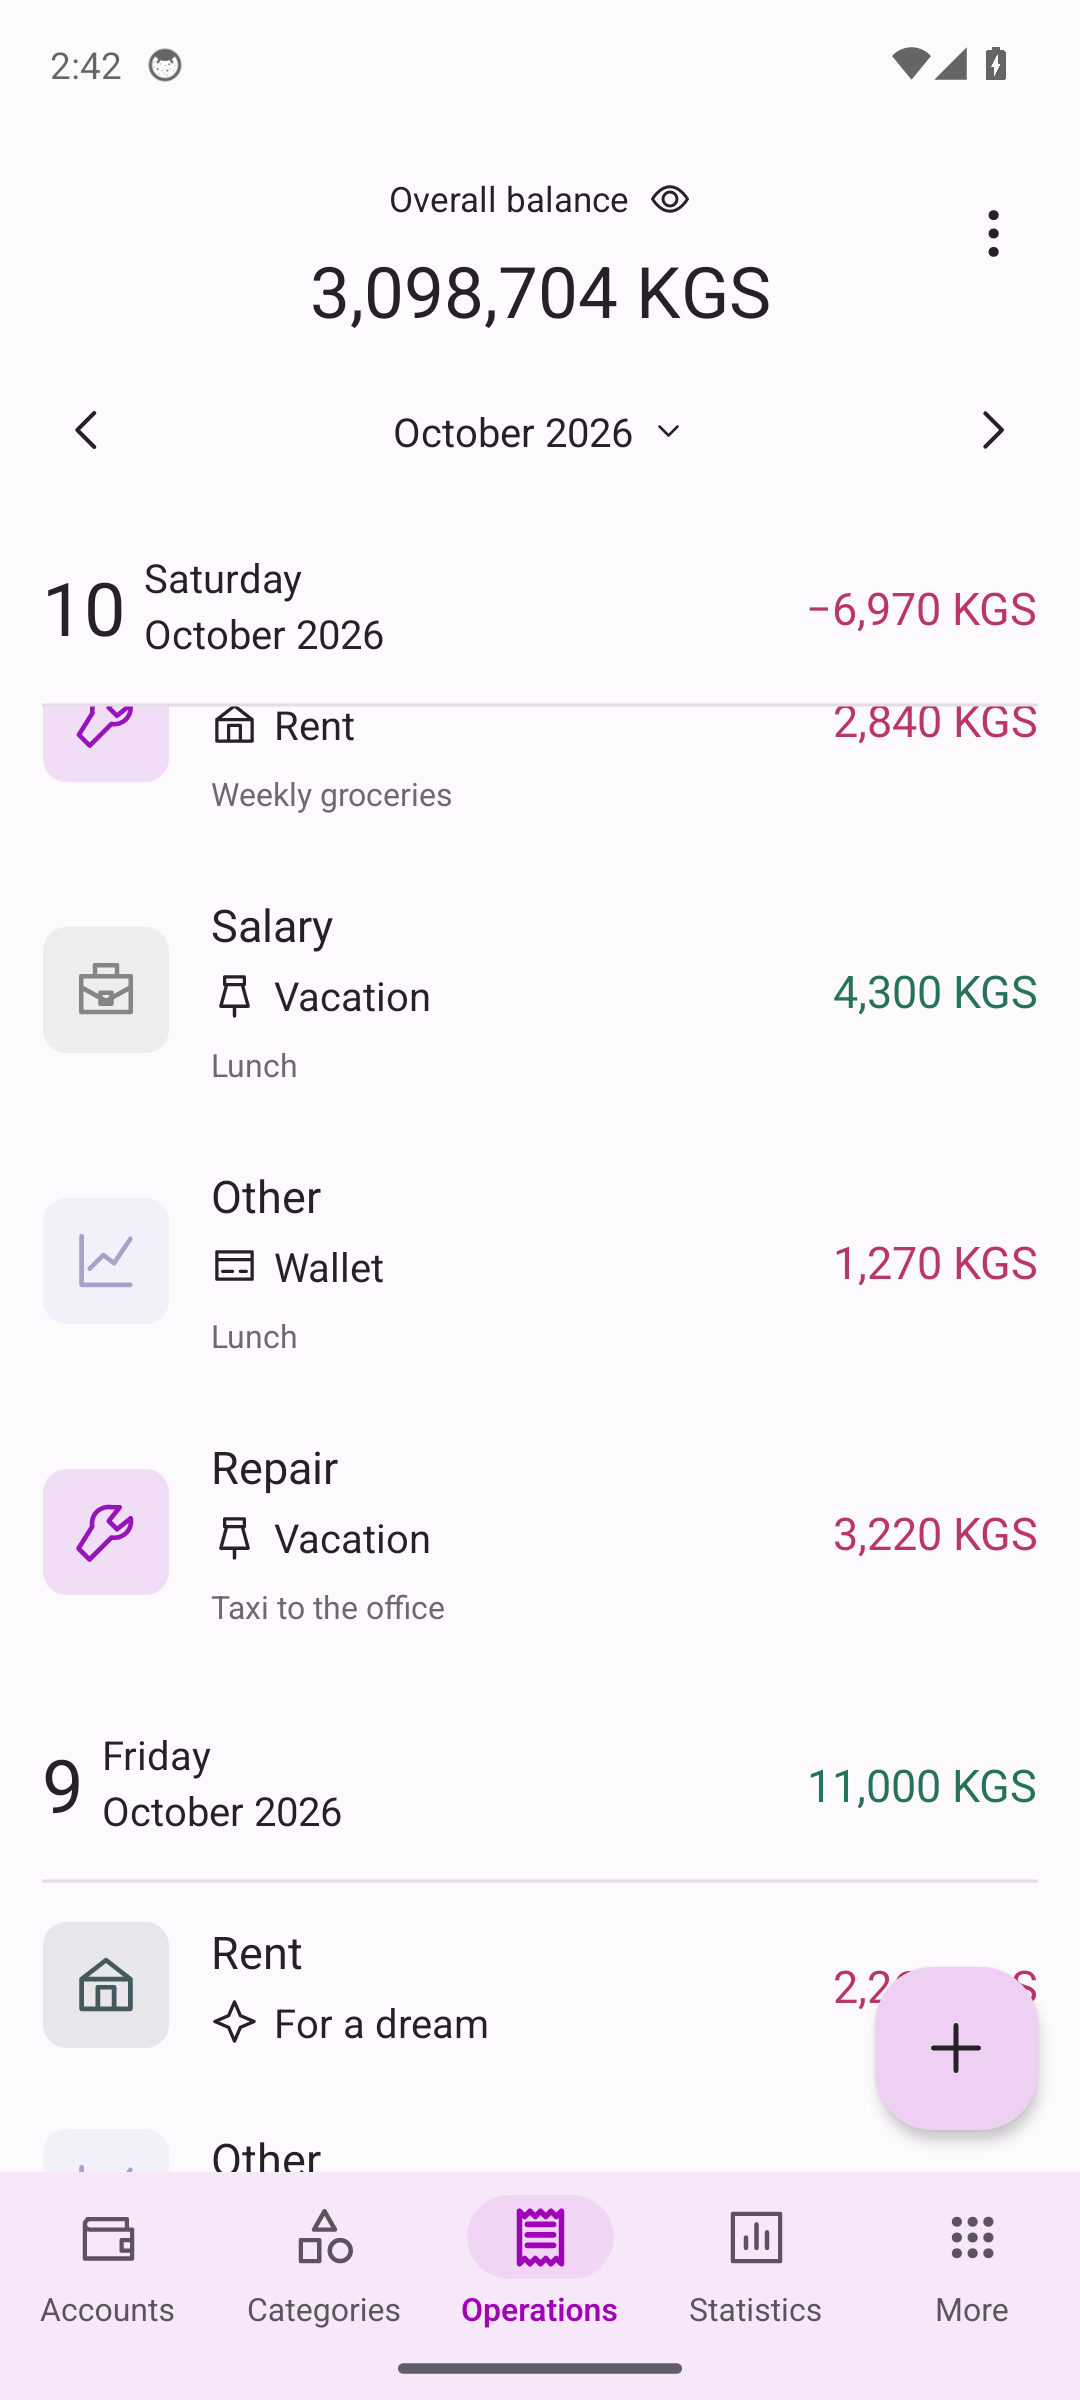 2:42
Overall balance
3,098,704 KGS
October 2026
10
Saturday
October 2026
−6,970 KGS
Rent
2,840 KGS
Weekly groceries
Salary
Vacation
4,300 KGS
Lunch
Other
Wallet
1,270 KGS
Lunch
Repair
Vacation
3,220 KGS
Taxi to the office
9
Friday
October 2026
11,000 KGS
Rent
For a dream
Other
Accounts
Categories
Operations
Statistics
More